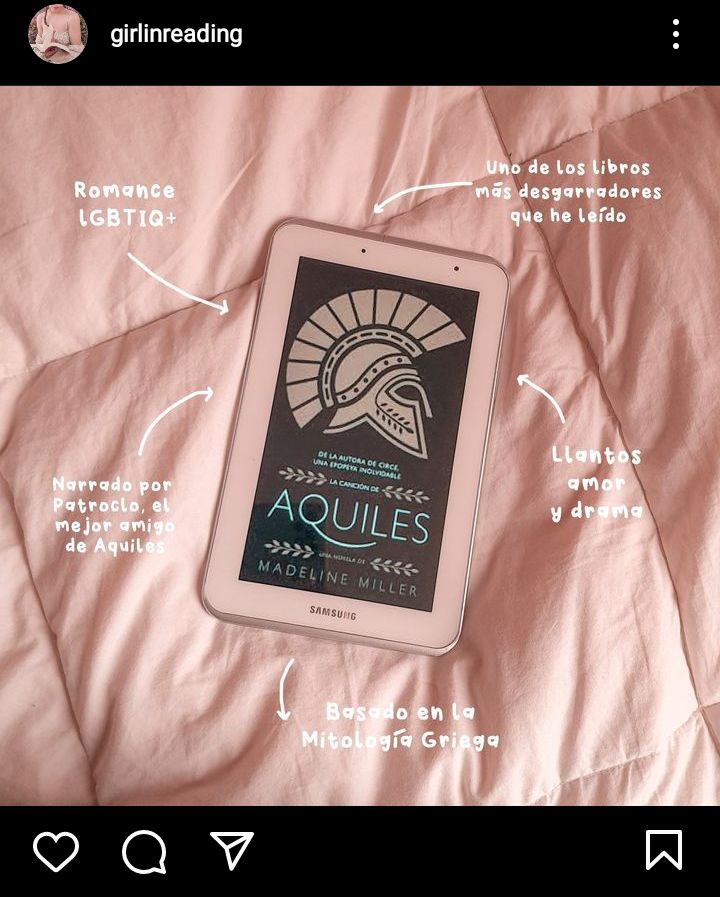 girlinreading
Romance
LGBTIQ+
Uno de los libros
más desgarradores
que he leído
Narrado por
Patroclo, el
mejor amigo
de Aquiles
Llantos
amor
y drama
DE LA AUTORA DE CIRCE,
UNA EPOPEYA INOLVIDABLE
LA CANCIÓN DE
AQUILES
UNA NOVELA DE
MADELINE MILLER
SAMSUNG
Basado en la
Mitología Griega